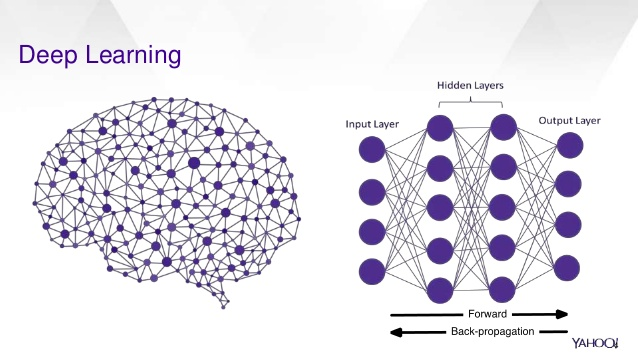 Deep Learning
Hidden Layers
Input Layer
Output Layer
Forward
Back-propagation
YAHOO!